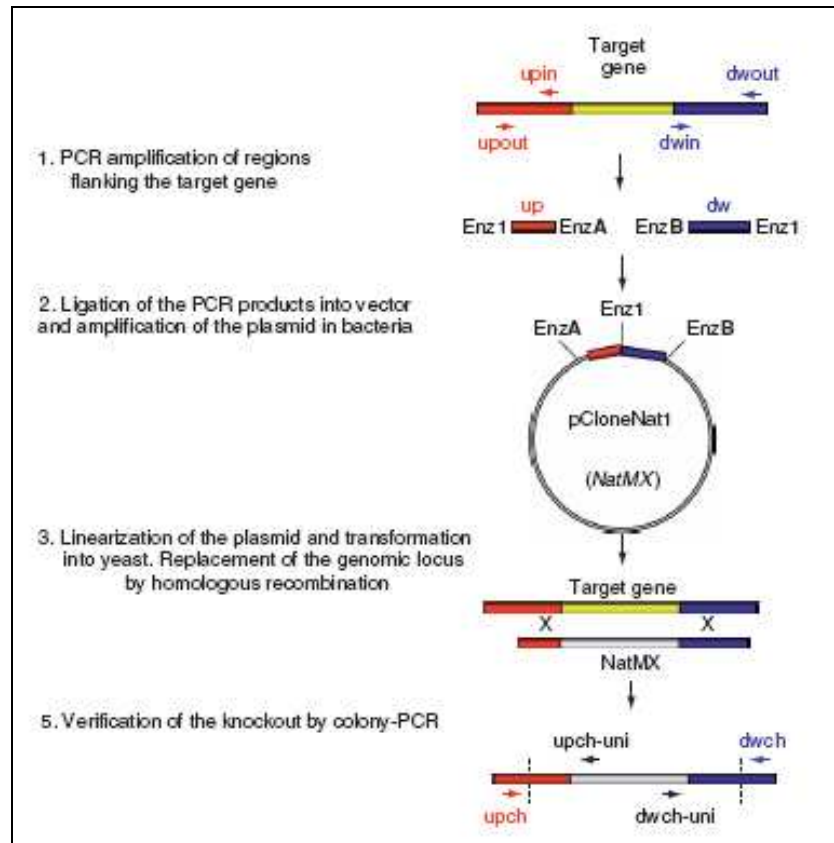 Target
gene
upin
dwout
upout
dwin
1. PCR amplification of regions
flanking the target gene
up
dw
Enz1
EnzA
EnzB
Enz1
2. Ligation of the PCR products into vector
and amplification of the plasmid in bacteria
Enz1
EnzA
EnzB
pCloneNat1
(NatMX)
3. Linearization of the plasmid and transformation
into yeast. Replacement of the genomic locus
by homologous recombination
Target gene
X
X
NatMX
5. Verification of the knockout by colony-PCR
upch-uni
dwch
upch
dwch-uni